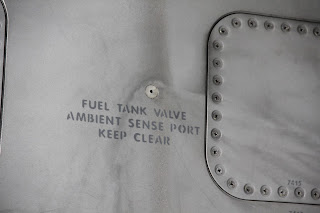 FUEL TANK VALVE
AMBIENT SENSE PORT
KEEP CLEAR